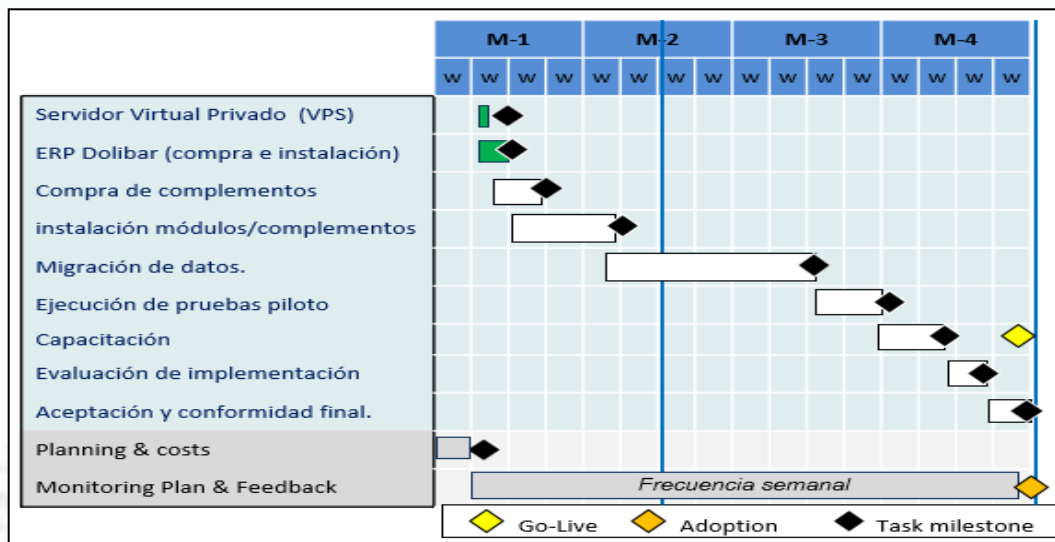 M-1 M-2 M-3 M-4
W W W W W W W W W W W W W W W W
Servidor Virtual Privado (VPS)
ERP Dolibar (compra e instalación)
Compra de complementos
instalación módulos/complementos
Migración de datos.
Ejecución de pruebas piloto
Capacitación
Evaluación de implementación
Aceptación y conformidad final.
Planning & costs
Monitoring Plan & Feedback Frecuencia semanal
Go-Live Adoption Task milestone